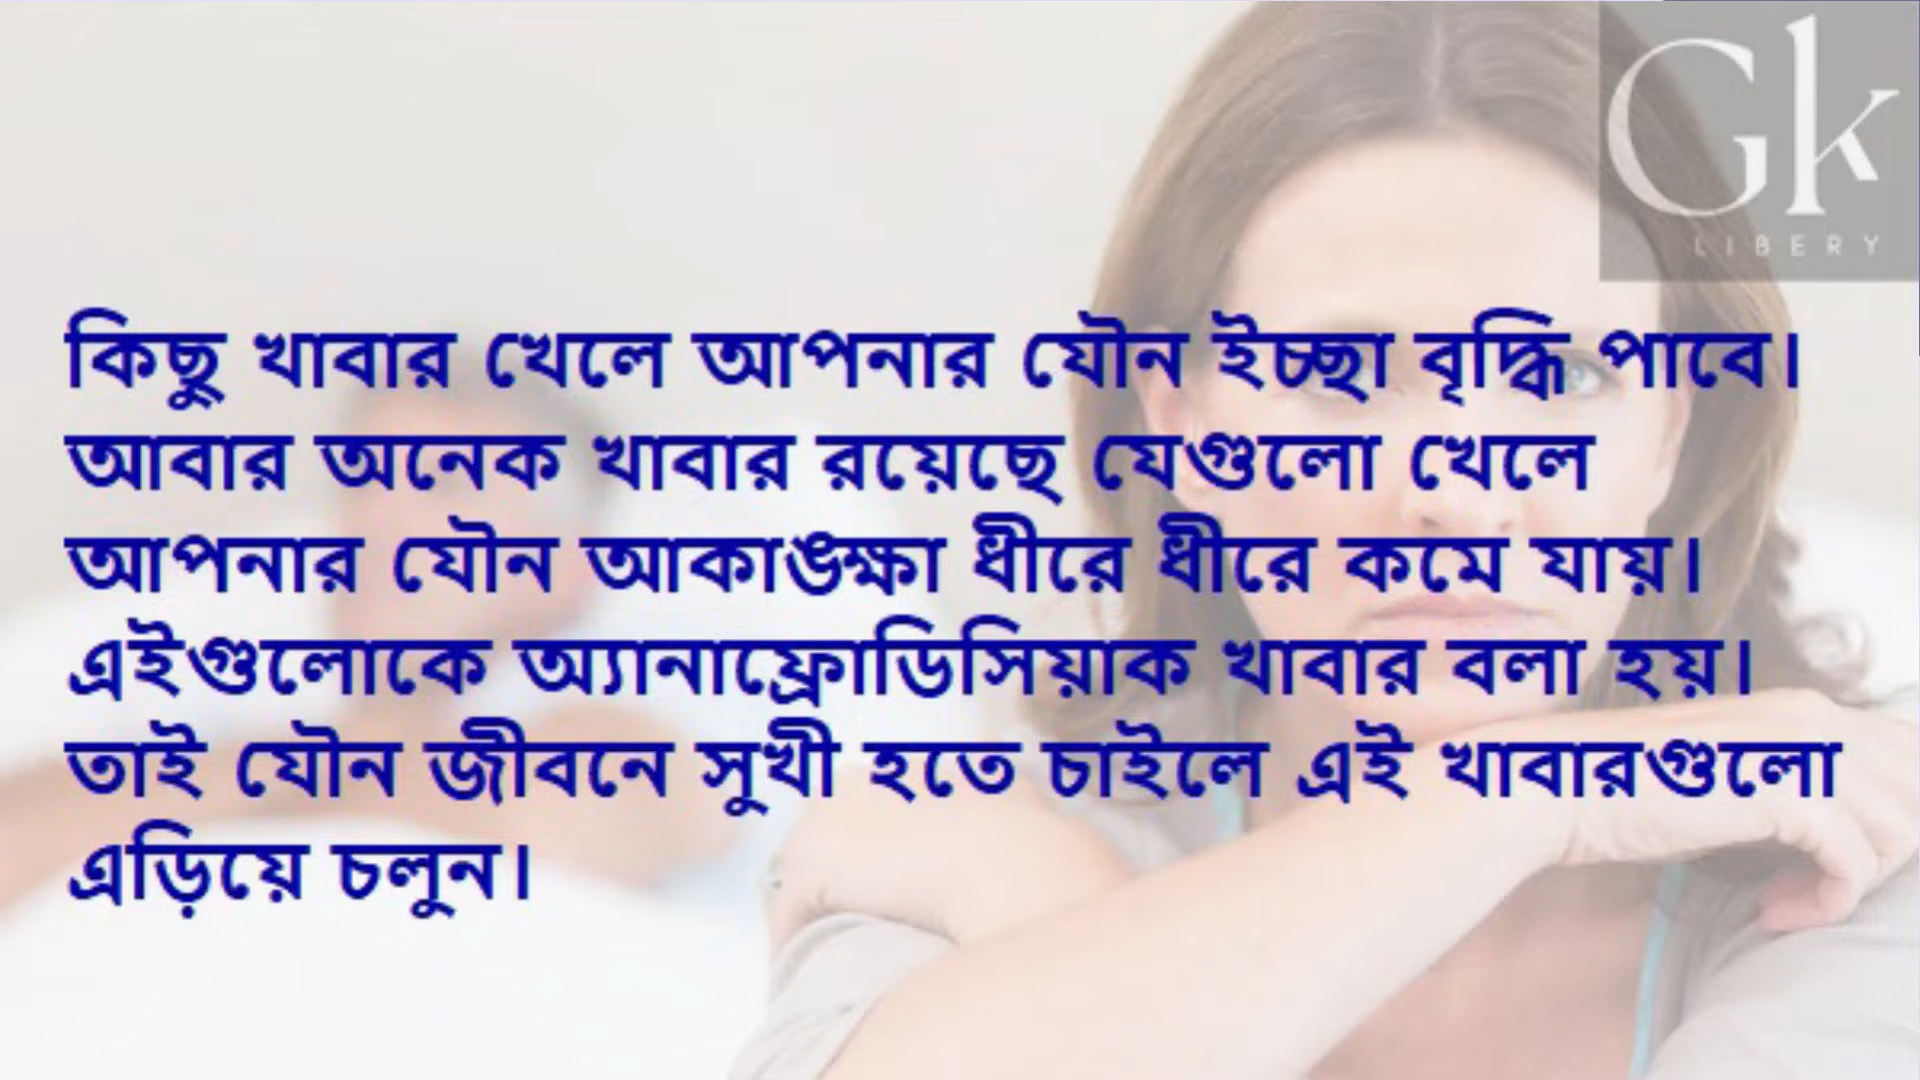 Gk
LIBERY
কিছু খাবার খেলে আপনার যৌন ইচ্ছা বৃদ্ধি পাবে।
আবার অনেক খাবার রয়েছে যেগুলো খেলে
আপনার যৌন আকাঙ্ক্ষা ধীরে ধীরে কমে যায়।
এইগুলোকে অ্যানাফ্রোডিসিয়াক খাবার বলা হয়।
তাই যৌন জীবনে সুখী হতে চাইলে এই খাবারগুলো
এড়িয়ে চলুন।